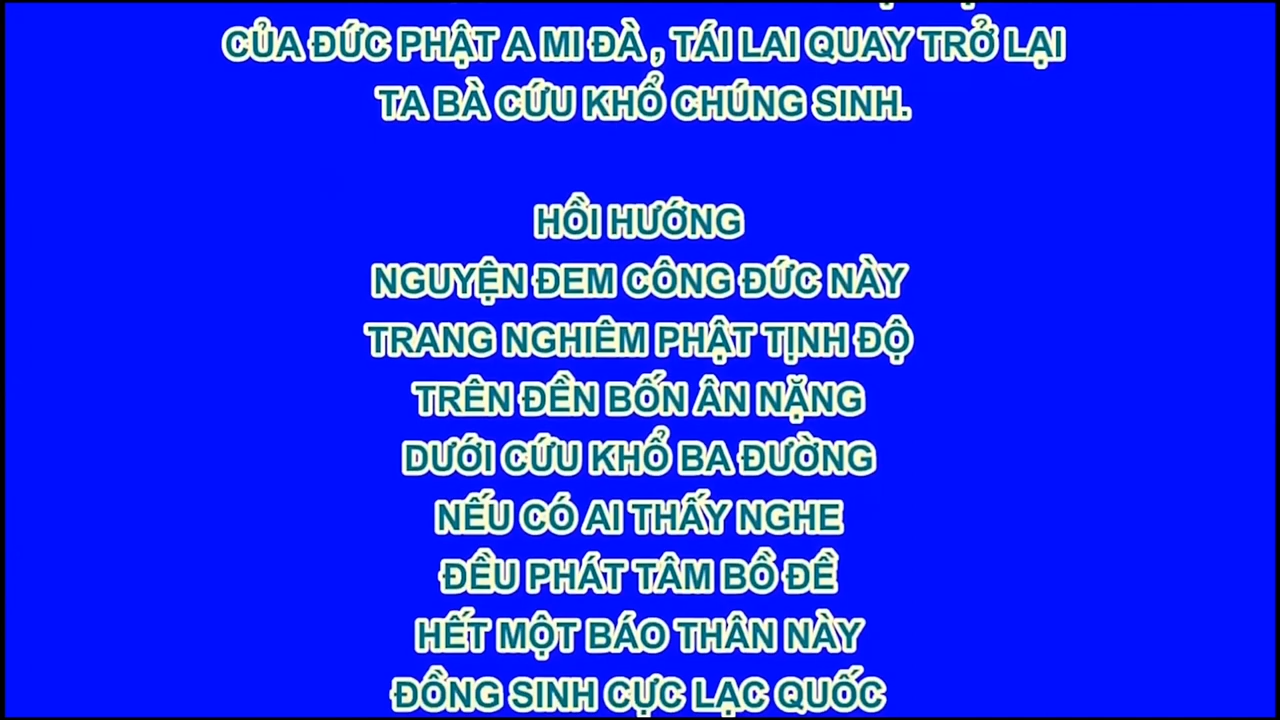 CỦA ĐỨC PHẬT A MI ĐÀ , TÁI LAI QUAY TRỞ LẠI
TA BÀ CỨU KHỔ CHÚNG SINH.
HỒI HƯỚNG
NGUYỆN ĐEM CÔNG ĐỨC NÀY
TRANG NGHIÊM PHẬT TỊNH ĐỘ
TRÊN ĐỀN BỐN ÂN NẶNG
DƯỚI CỨU KHỔ BA ĐƯỜNG
NẾU CÓ AI THẤY NGHE
ĐỀU PHÁT TÂM BỒ ĐỀ
HẾT MỘT BÁO THÂN NÀY
ĐỒNG SINH CỰC LẠC QUỐC